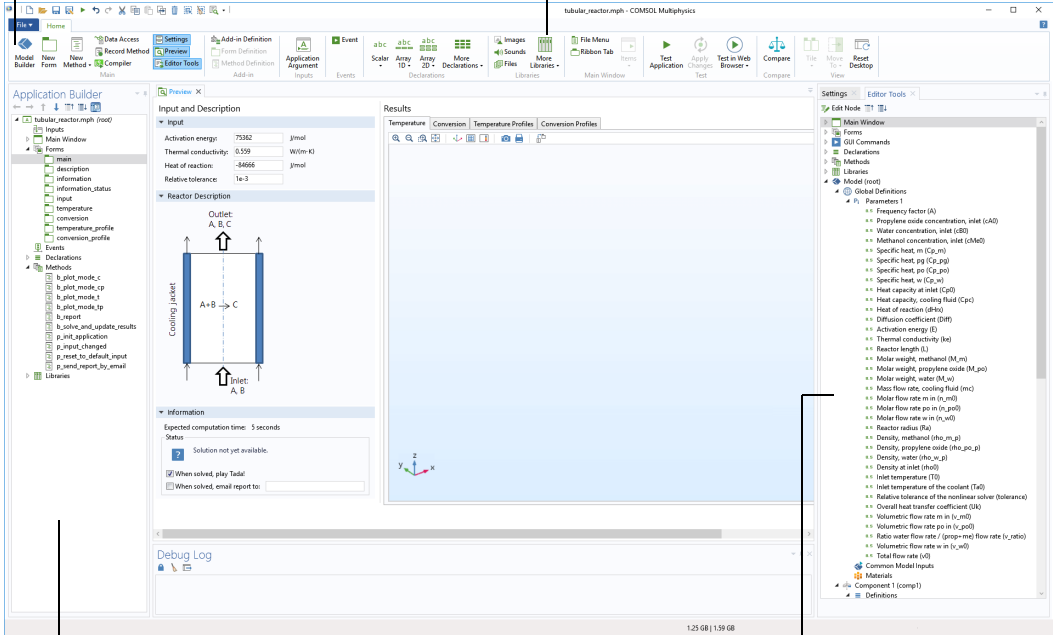 tubular_reactor.mph - COMSOL Multiphysics
File Home
Model Builder
New Form
New Method
Data Access
Record Method
Compiler
Main
Settings
Preview
Editor Tools
Add-in Definition
Form Definition
Method Definition
Add-in
Application Argument
Inputs
Event
Events
abc Scalar
abc Array 1D
abc Array 2D
More Declarations
Declarations
Images
Sounds
Files
More Libraries
Libraries
File Menu
Ribbon Tab
Items
Main Window
Test Application
Apply Changes
Test in Web Browser
Test
Compare
Compare
Tile
Move To
Reset Desktop
View
Application Builder
tubular_reactor.mph (root)
Inputs
Main Window
Forms
main
description
information
information_status
input
temperature
conversion
temperature_profile
conversion_profile
Events
Declarations
Methods
b_plot_mode_c
b_plot_mode_cp
b_plot_mode_t
b_plot_mode_tp
b_report
b_solve_and_update_results
p_init_application
p_input_changed
p_reset_to_default_input
p_send_report_by_email
Libraries
Preview
Input and Description
Input
Activation energy: 75362 J/mol
Thermal conductivity: 0.559 W/(m·K)
Heat of reaction: -84666 J/mol
Relative tolerance: 1e-3
Reactor Description
Outlet:
A, B, C
Cooling jacket
A+B → C
Inlet:
A, B
Information
Expected computation time: 5 seconds
Status
? Solution not yet available.
When solved, play Tada!
When solved, email report to:
Results
Temperature Conversion Temperature Profiles Conversion Profiles
z
y x
Debug Log
1.25 GB | 1.59 GB
Settings Editor Tools
Edit Node
Main Window
Forms
GUI Commands
Declarations
Methods
Libraries
Model (root)
Global Definitions
Pi Parameters 1
Frequency factor (A)
Propylene oxide concentration, inlet (cA0)
Water concentration, inlet (cB0)
Methanol concentration, inlet (cMe0)
Specific heat, m (Cp_m)
Specific heat, pg (Cp_pg)
Specific heat, po (Cp_po)
Specific heat, w (Cp_w)
Heat capacity at inlet (Cp0)
Heat capacity, cooling fluid (Cpc)
Heat of reaction (dHrx)
Diffusion coefficient (Diff)
Activation energy (E)
Thermal conductivity (ke)
Reactor length (L)
Molar weight, methanol (M_m)
Molar weight, propylene oxide (M_po)
Molar weight, water (M_w)
Mass flow rate, cooling fluid (mc)
Molar flow rate m in (n_m0)
Molar flow rate po in (n_po0)
Molar flow rate w in (n_w0)
Reactor radius (Ra)
Density, methanol (rho_m_p)
Density, propylene oxide (rho_po_p)
Density, water (rho_w_p)
Density at inlet (rho0)
Inlet temperature (T0)
Inlet temperature of the coolant (Ta0)
Relative tolerance of the nonlinear solver (tolerance)
Overall heat transfer coefficient (Uk)
Volumetric flow rate m in (v_m0)
Volumetric flow rate po in (v_po0)
Ratio water flow rate / (prop+me) flow rate (v_ratio)
Volumetric flow rate w in (v_w0)
Total flow rate (v0)
Common Model Inputs
Materials
Component 1 (comp1)
Definitions